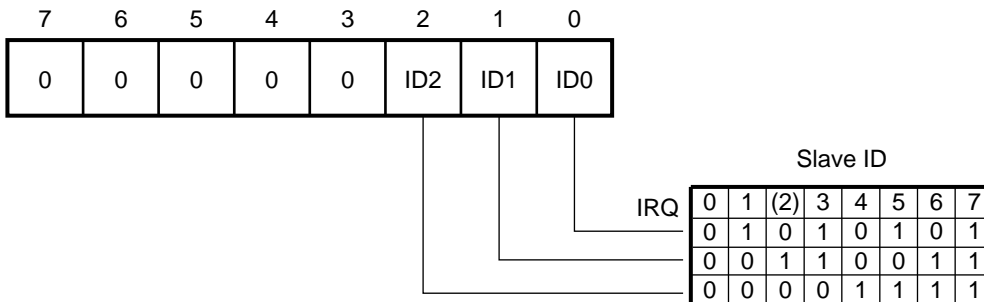 7 6 5 4 3 2 1 0
0 0 0 0 0 ID2 ID1 ID0
Slave ID
IRQ 0 1 (2) 3 4 5 6 7
0 1 0 1 0 1 0 1
0 0 1 1 0 0 1 1
0 0 0 0 1 1 1 1